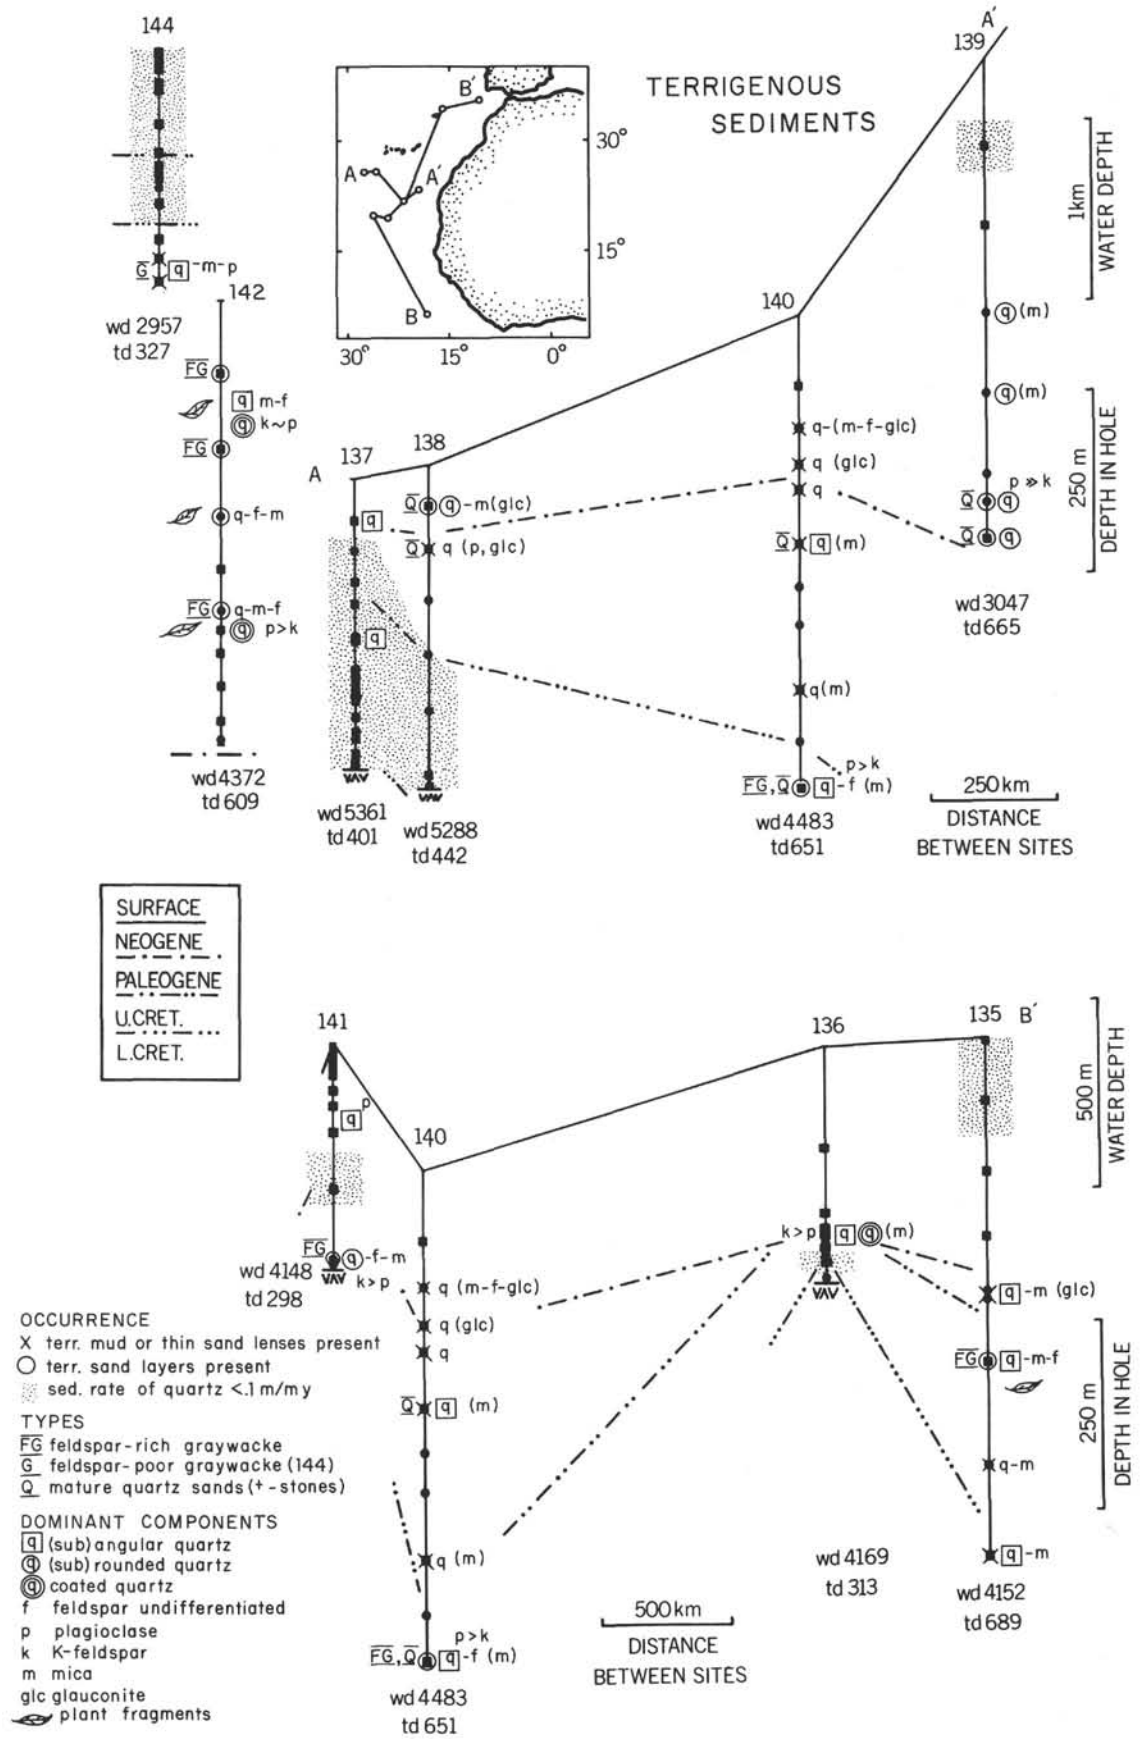 144
G q -m-p
wd 2957
td 327
142
FG
q m-f
q k~p
FG
q-f-m
FG q-m-f
q p>k
wd 4372
td 609
B'
A
A'
B
30°
15°
30°
15°
0°
TERRIGENOUS
SEDIMENTS
A'
139
q (m)
q (m)
p≫k
Q q
Q q
wd 3047
td 665
1km
WATER DEPTH
250 m
DEPTH IN HOLE
140
q-(m-f-glc)
q (glc)
q
Q q (m)
q(m)
p>k
FG, Q q -f (m)
wd 4483
td 651
A
137
q
q
wd 5361
td 401
138
Q q -m(glc)
Q q (p,glc)
wd 5288
td 442
250km
DISTANCE
BETWEEN SITES
SURFACE
NEOGENE
PALEOGENE
U.CRET.
L.CRET.
141
q p
FG q -f-m
k>p
wd 4148
td 298
140
q (m-f-glc)
q (glc)
q
Q q (m)
q (m)
p>k
FG, Q q -f (m)
wd 4483
td 651
136
k>p q q (m)
wd 4169
td 313
135 B'
q -m (glc)
FG q -m-f
q-m
q -m
wd 4152
td 689
500 m
WATER DEPTH
250 m
DEPTH IN HOLE
500km
DISTANCE
BETWEEN SITES
OCCURRENCE
X terr. mud or thin sand lenses present
O terr. sand layers present
sed. rate of quartz <.1 m/my
TYPES
FG feldspar-rich graywacke
G feldspar-poor graywacke (144)
Q mature quartz sands (+-stones)
DOMINANT COMPONENTS
q (sub)angular quartz
q (sub)rounded quartz
q coated quartz
f feldspar undifferentiated
p plagioclase
k K-feldspar
m mica
glc glauconite
plant fragments